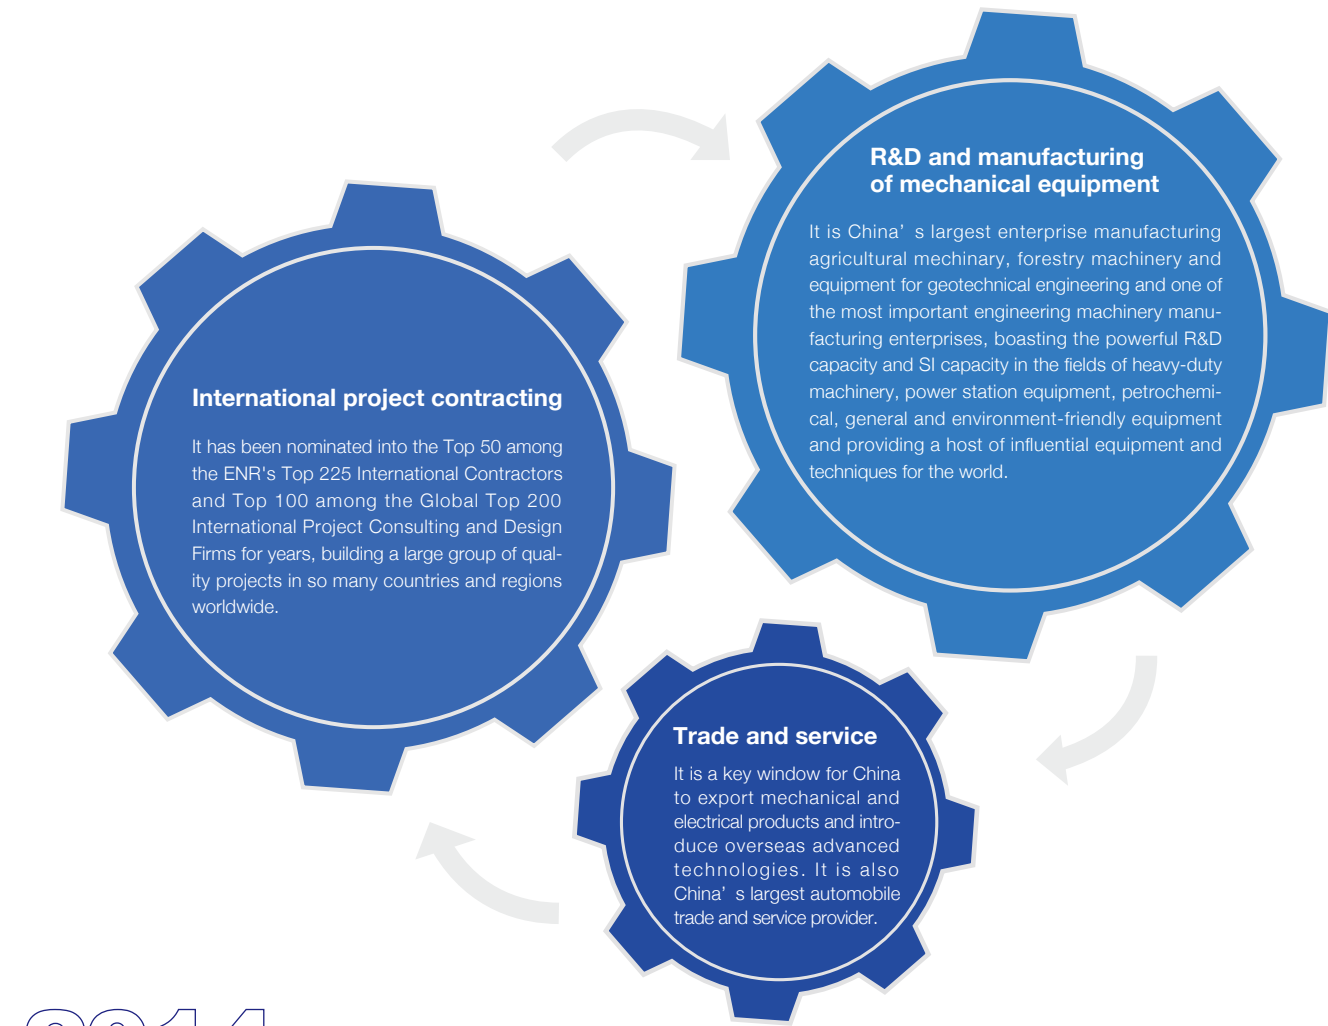 R&D and manufacturing
of mechanical equipment
It is China’s largest enterprise manufacturing
agricultural mechinary, forestry machinery and
equipment for geotechnical engineering and one of
the most important engineering machinery manu-
facturing enterprises, boasting the powerful R&D
capacity and SI capacity in the fields of heavy-duty
machinery, power station equipment, petrochemi-
cal, general and environment-friendly equipment
and providing a host of influential equipment and
techniques for the world.
International project contracting
It has been nominated into the Top 50 among
the ENR's Top 225 International Contractors
and Top 100 among the Global Top 200
International Project Consulting and Design
Firms for years, building a large group of qual-
ity projects in so many countries and regions
worldwide.
Trade and service
It is a key window for China
to export mechanical and
electrical products and intro-
duce overseas advanced
technologies. It is also
China’s largest automobile
trade and service provider.
2014